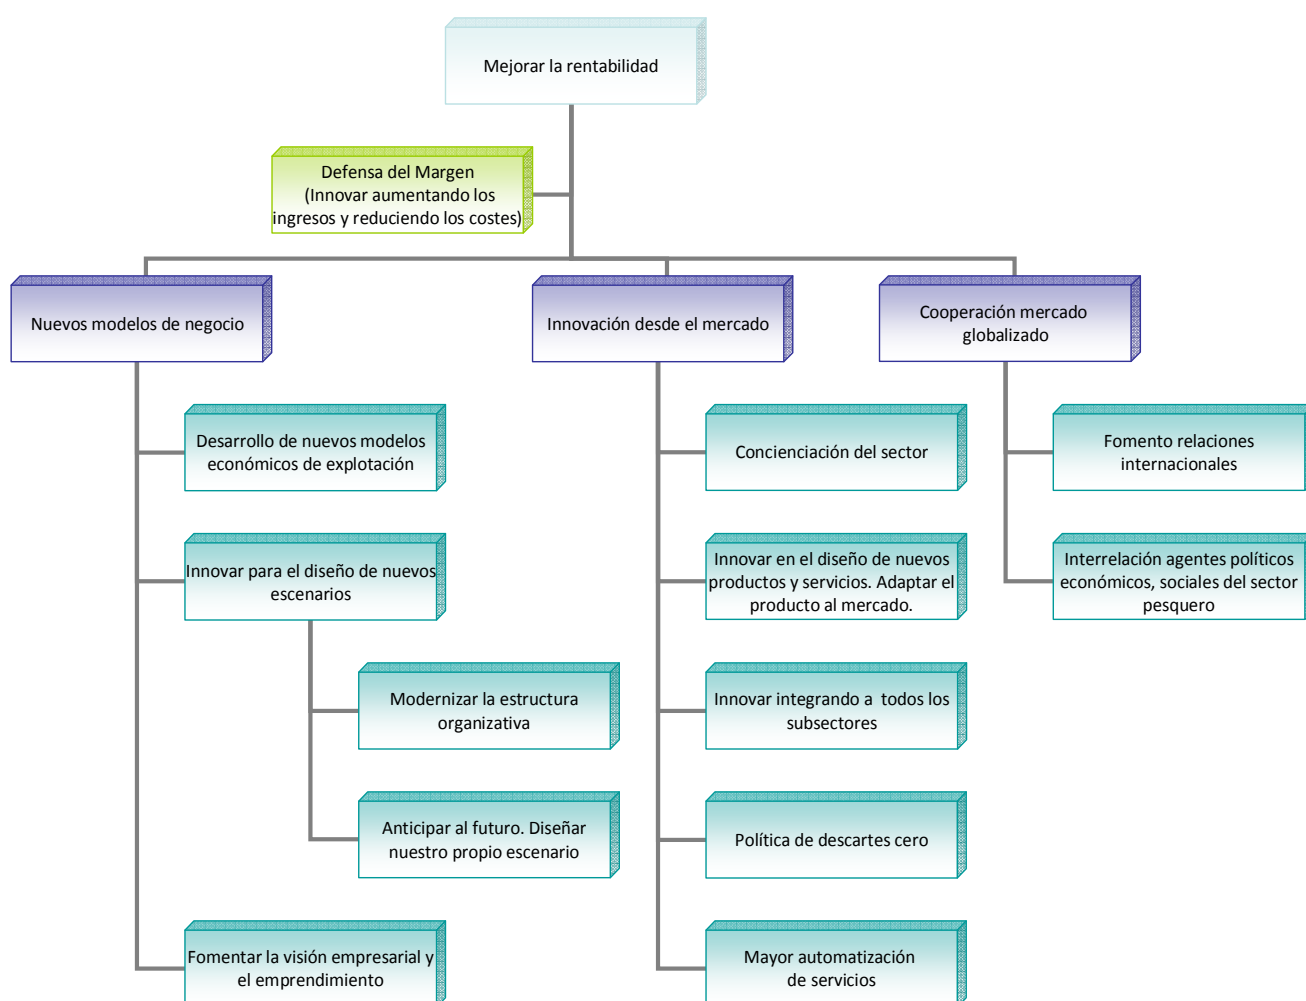 Mejorar la rentabilidad
Defensa del Margen
(Innovar aumentando los
ingresos y reduciendo los costes)
Nuevos modelos de negocio
Innovación desde el mercado
Cooperación mercado
globalizado
Desarrollo de nuevos modelos
económicos de explotación
Concienciación del sector
Fomento relaciones
internacionales
Innovar para el diseño de nuevos
escenarios
Innovar en el diseño de nuevos
productos y servicios. Adaptar el
producto al mercado.
Interrelación agentes políticos
económicos, sociales del sector
pesquero
Modernizar la estructura
organizativa
Innovar integrando a  todos los
subsectores
Anticipar al futuro. Diseñar
nuestro propio escenario
Política de descartes cero
Fomentar la visión empresarial y
el emprendimiento
Mayor automatización
de servicios